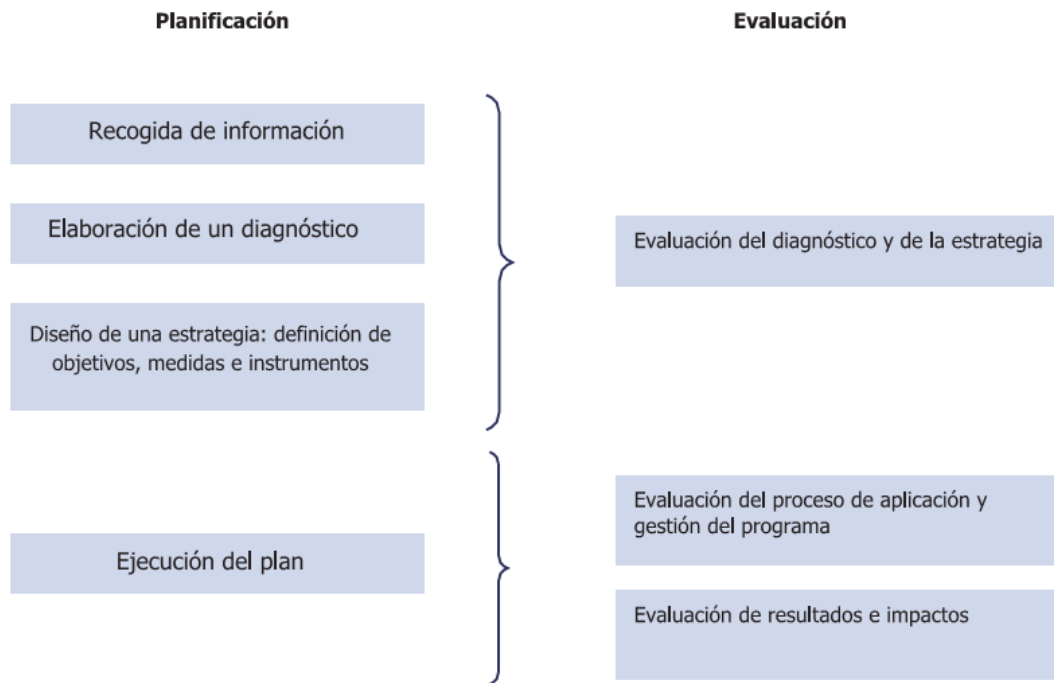 Planificación
Evaluación
Recogida de información
Elaboración de un diagnóstico
Diseño de una estrategia: definición de
objetivos, medidas e instrumentos
Evaluación del diagnóstico y de la estrategia
Ejecución del plan
Evaluación del proceso de aplicación y
gestión del programa
Evaluación de resultados e impactos